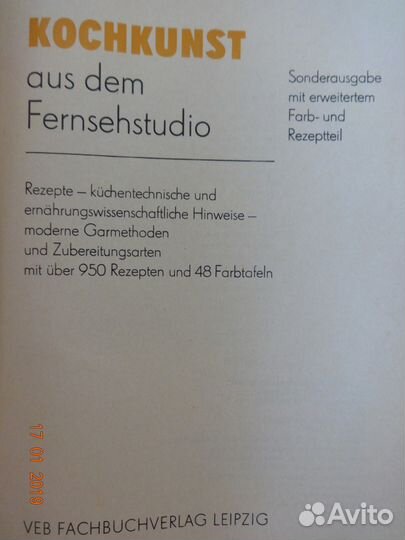 KOCHKUNST
aus dem
Fernsehstudio
Sonderausgabe
mit erweitertem
Farb- und
Rezeptteil
Rezepte – küchentechnische und
ernährungswissenschaftliche Hinweise –
moderne Garmethoden
und Zubereitungsarten
mit über 950 Rezepten und 48 Farbtafeln
17 01 2019
VEB FACHBUCHVERLAG LEIPZIG
Avito